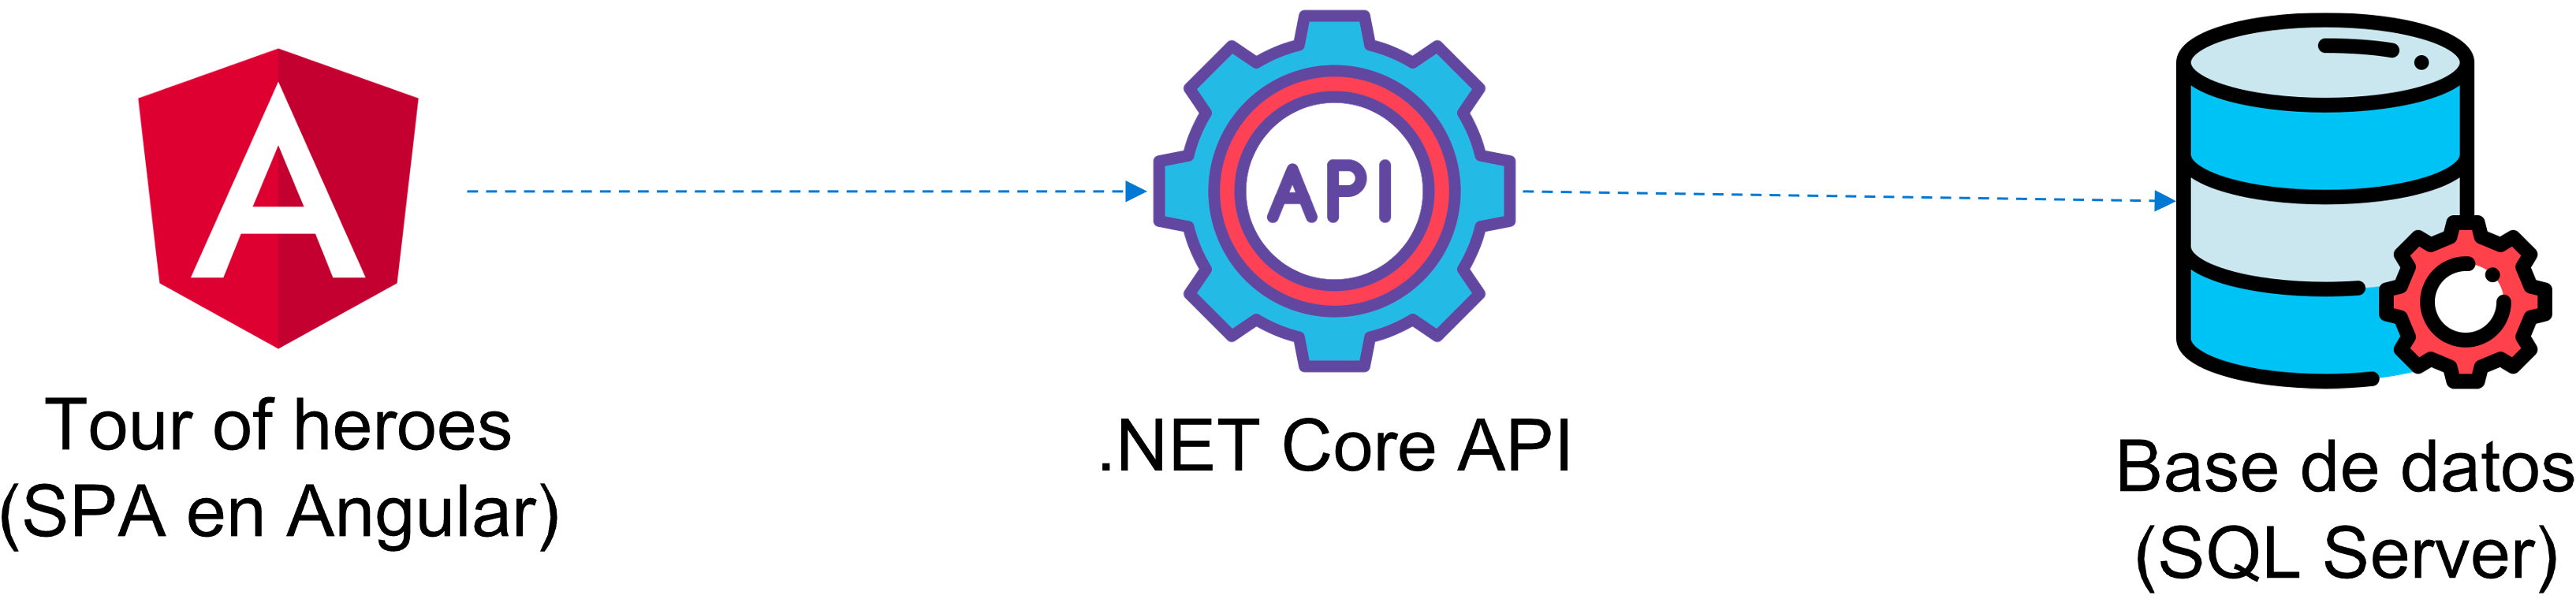 API
Tour of heroes
(SPA en Angular)
.NET Core API
Base de datos
(SQL Server)